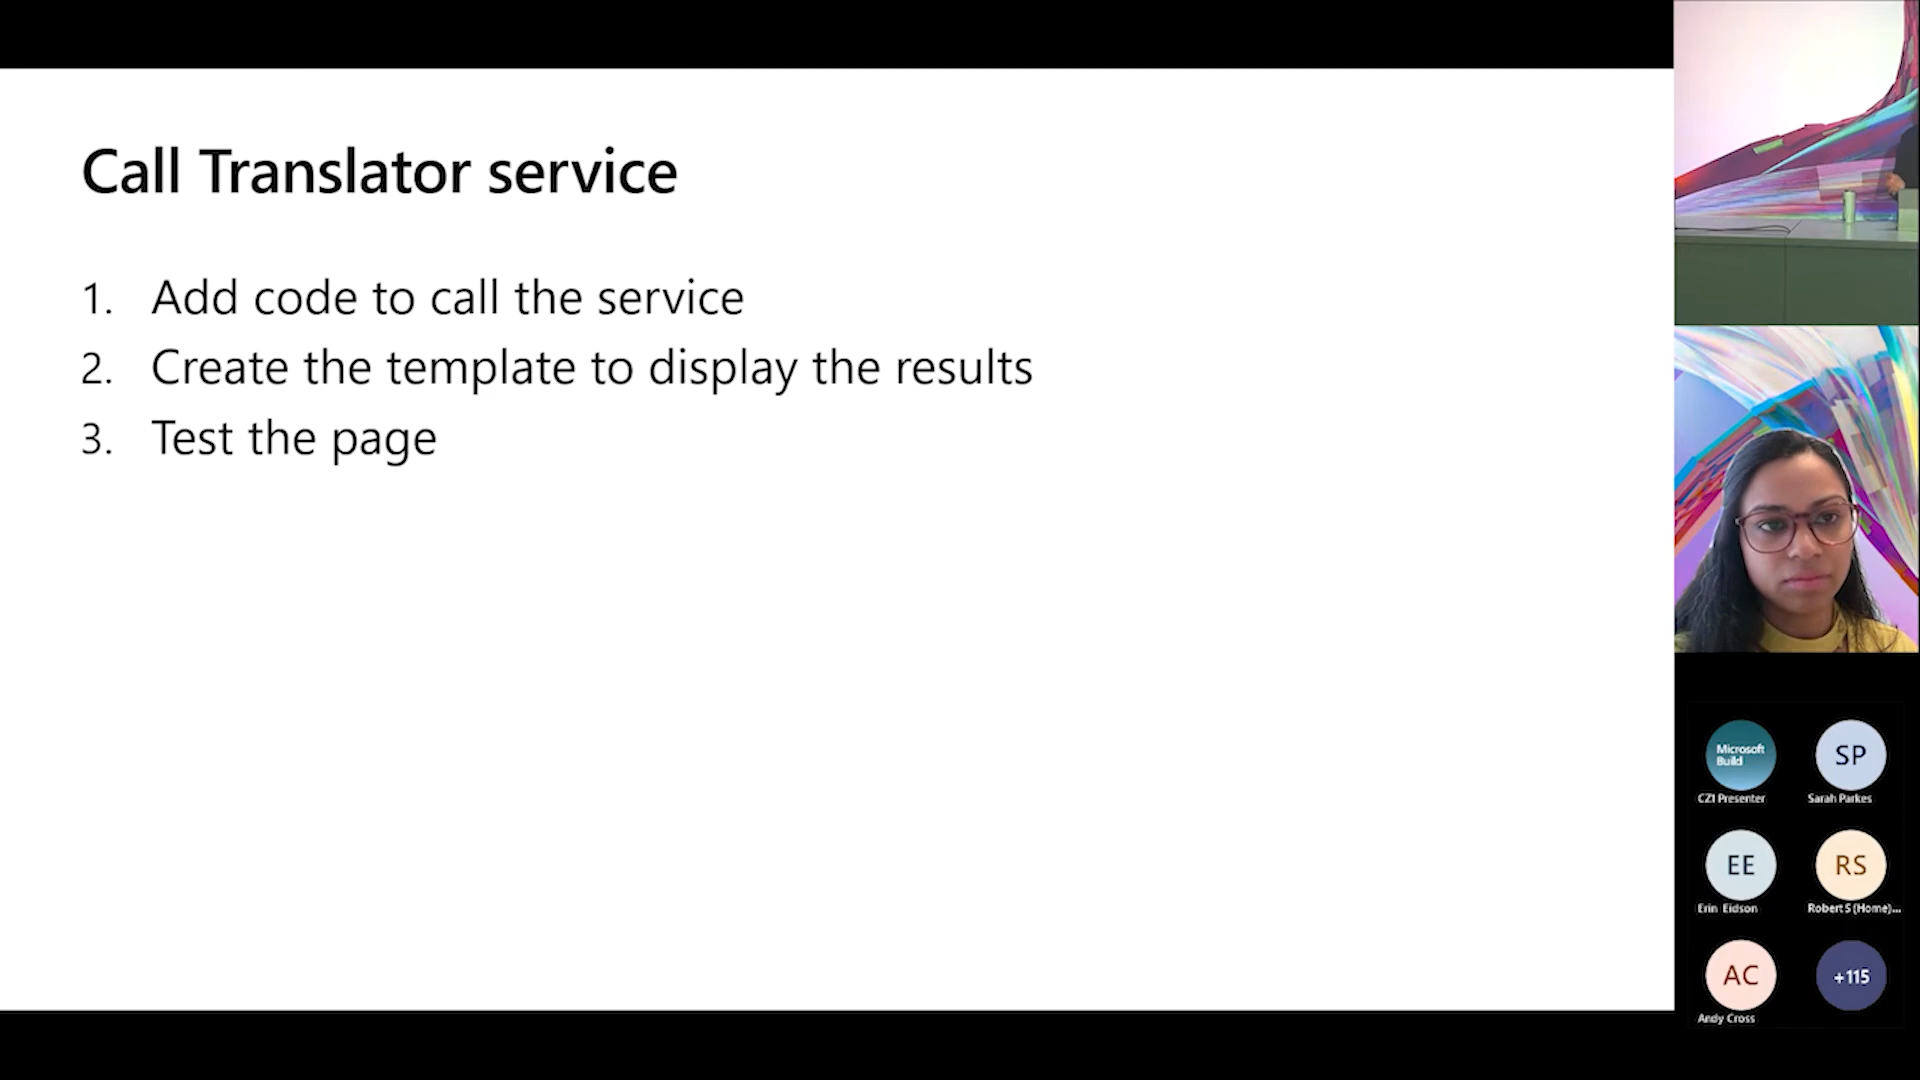 Call Translator service
1. Add code to call the service
2. Create the template to display the results
3. Test the page
Microsoft
Build
CZ1 Presenter
SP
Sarah Parkes
EE
Erin Eidson
RS
Robert S (Home)...
AC
Andy Cross
+115